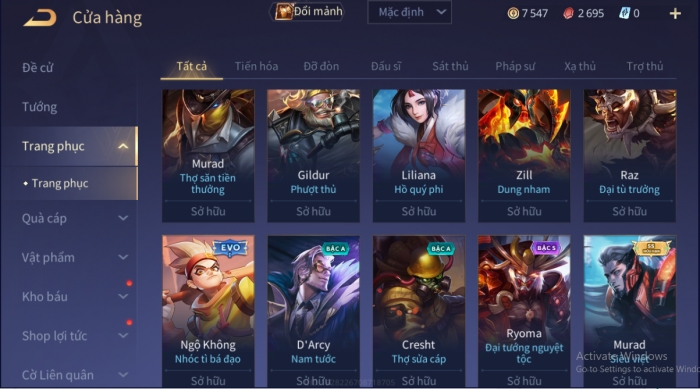 Cửa hàng
Đổi mảnh
Mặc định
7 547
2 695
0
Đề cử
Tướng
Trang phục
Trang phục
Quà cáp
Vật phẩm
Kho báu
Shop lợi tức
Cờ Liên quân
Tất cả
Tiến hóa
Đỡ đòn
Đấu sĩ
Sát thủ
Pháp sư
Xạ thủ
Trợ thủ
Murad
Thợ săn tiền
thưởng
Sở hữu
Gildur
Phượt thủ
Sở hữu
Liliana
Hồ quý phi
Sở hữu
Zill
Dung nham
Sở hữu
Raz
Đại tù trưởng
Sở hữu
EVO
Ngộ Không
Nhóc tì bá đạo
Sở hữu
BẬC A
D'Arcy
Nam tước
Sở hữu
BẬC A
Cresht
Thợ sửa cáp
Sở hữu
BẬC S
Ryoma
Đại tướng nguyệt
tộc
Sở hữu
SS
Murad
Siêu việt
Sở hữu
Activate Windows
Go to Settings to activate Wind